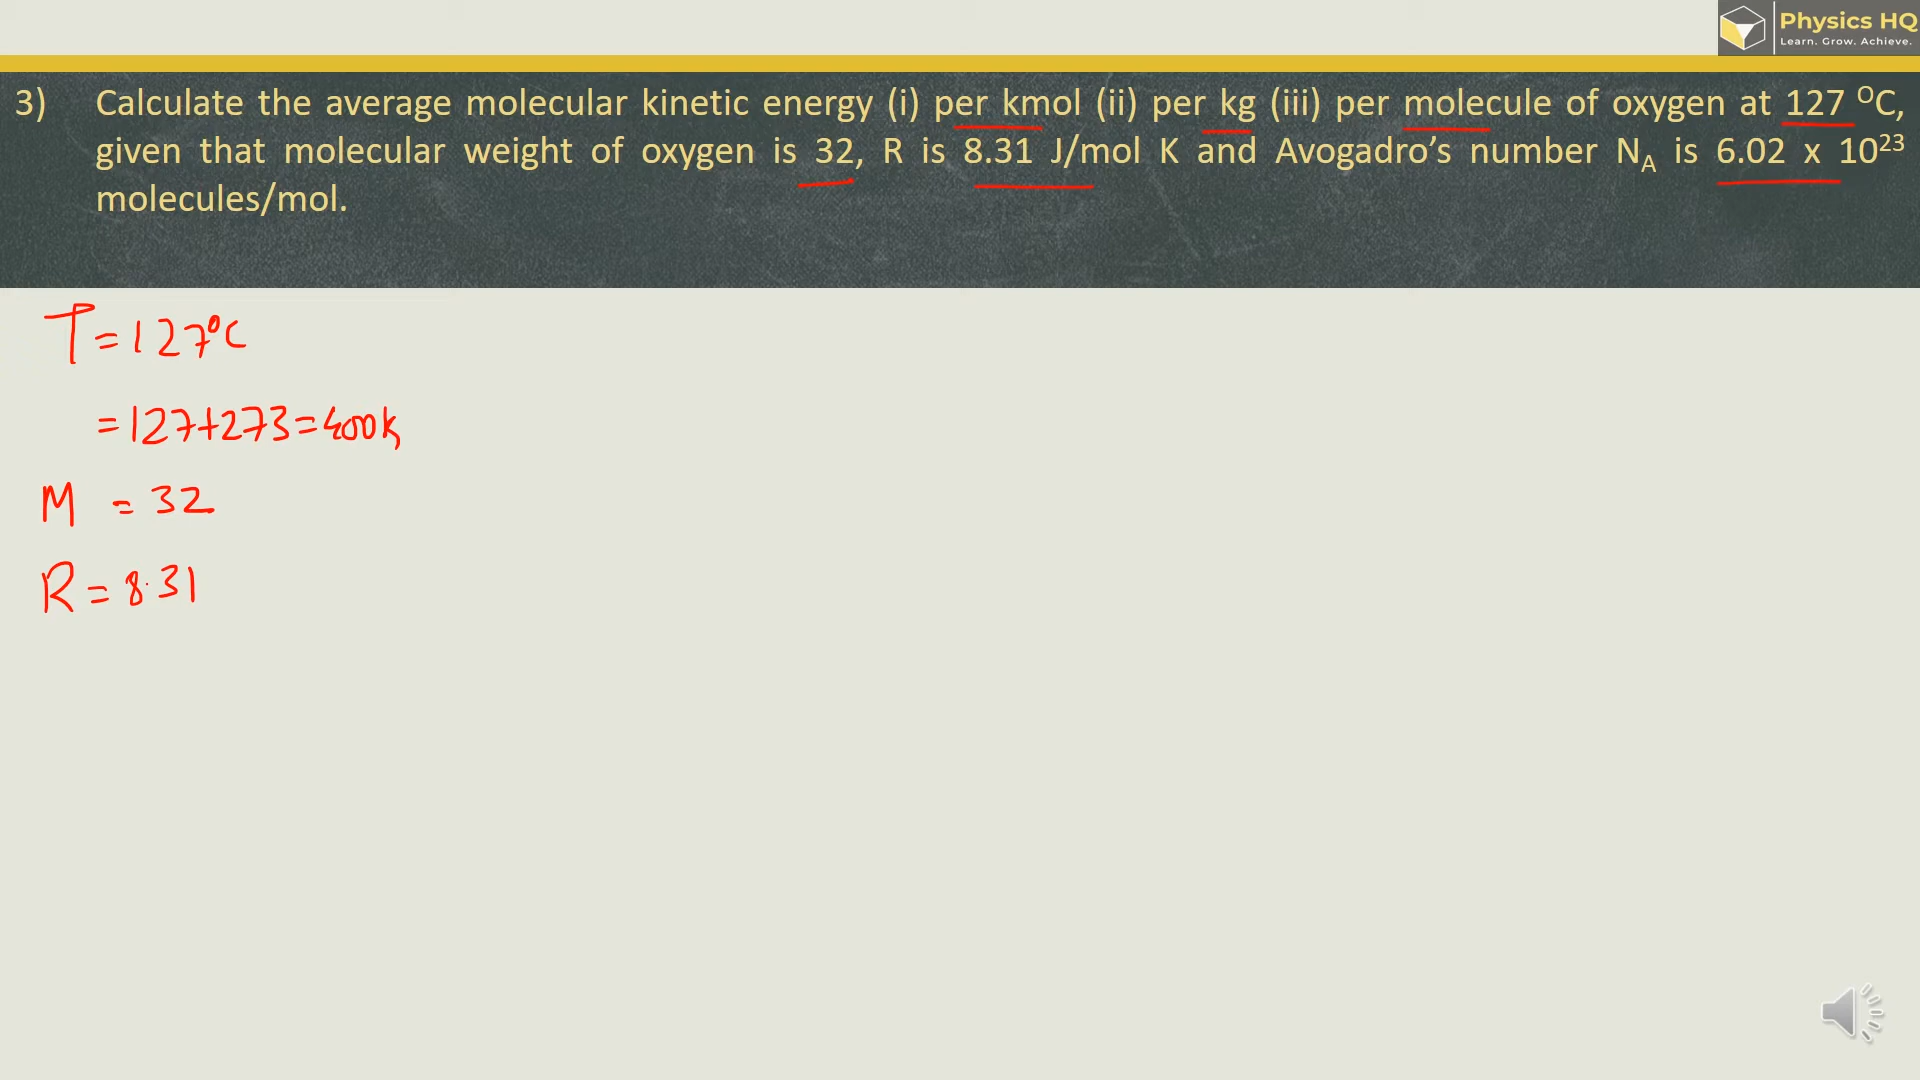 Physics HQ
Learn. Grow. Achieve.
3) Calculate the average molecular kinetic energy (i) per kmol (ii) per kg (iii) per molecule of oxygen at 127 ᴼC,
given that molecular weight of oxygen is 32, R is 8.31 J/mol K and Avogadro’s number N_A is 6.02 x 10²³
molecules/mol.
T = 127°C
= 127+273 = 400k
M = 32
R = 8.31